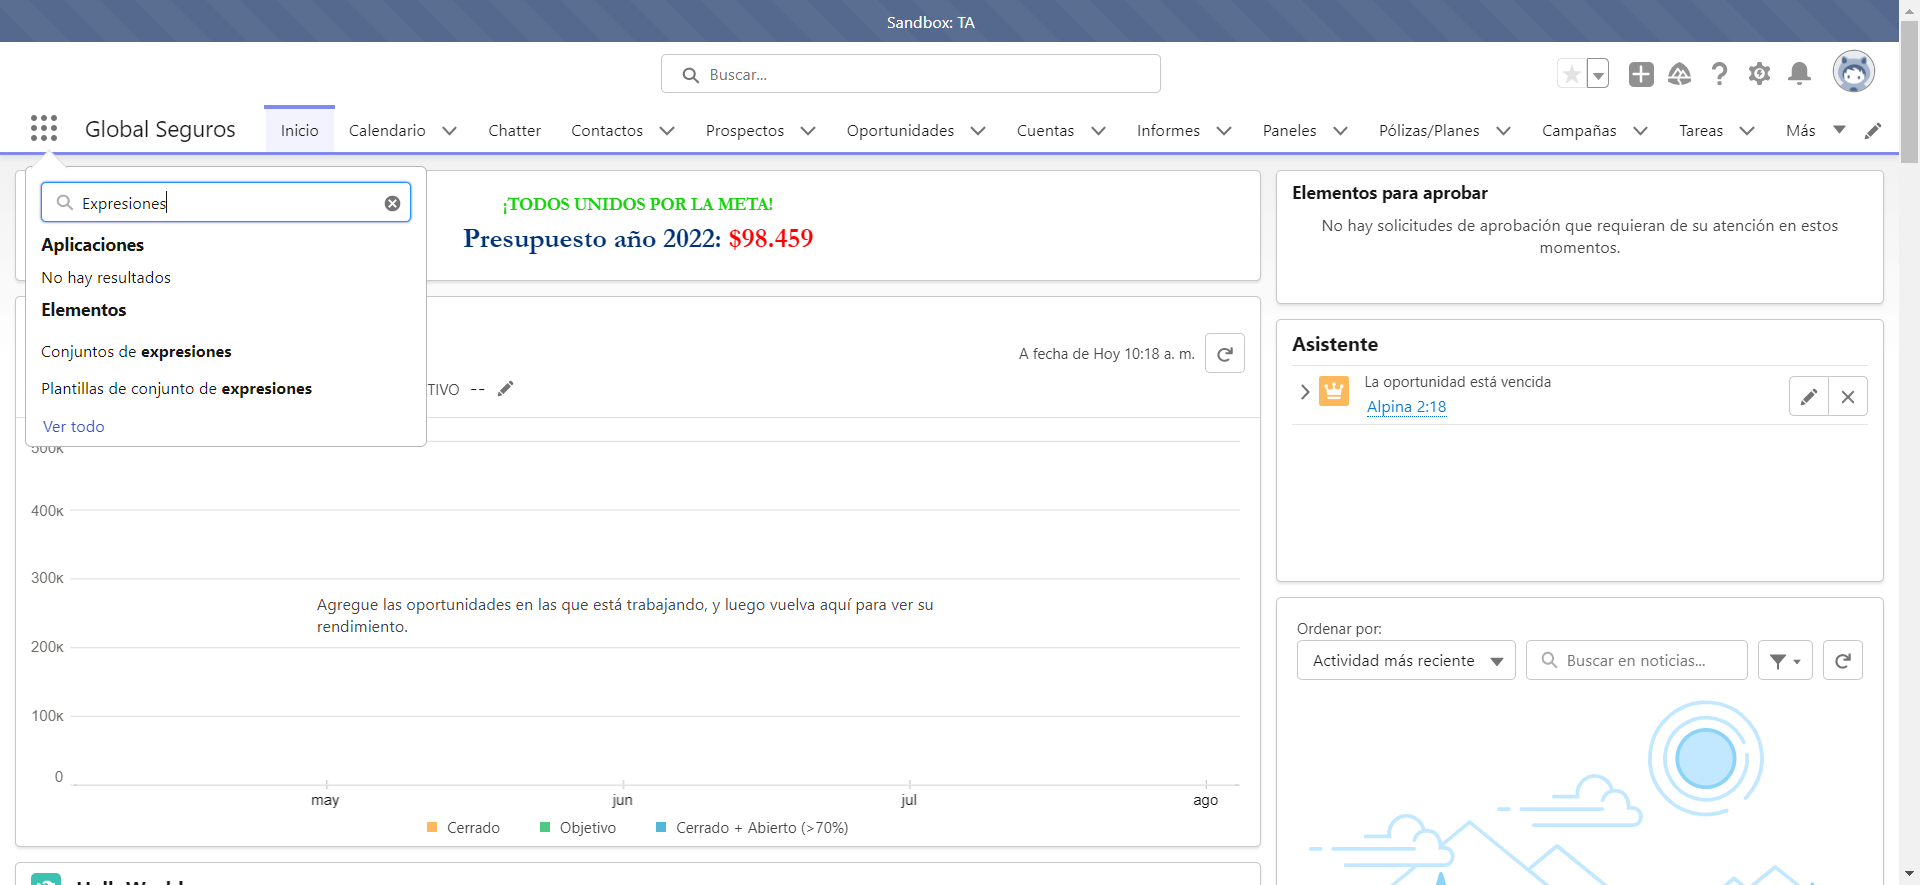 Sandbox: TA
Buscar...
Global Seguros
Inicio
Calendario
Chatter
Contactos
Prospectos
Oportunidades
Cuentas
Informes
Paneles
Pólizas/Planes
Campañas
Tareas
Más
Expresiones
Aplicaciones
No hay resultados
Elementos
Conjuntos de expresiones
Plantillas de conjunto de expresiones
Ver todo
¡TODOS UNIDOS POR LA META!
Presupuesto año 2022: $98.459
A fecha de Hoy 10:18 a. m.
TIVO --
500K
400K
300K
200K
100K
0
Agregue las oportunidades en las que está trabajando, y luego vuelva aquí para ver su
rendimiento.
may
jun
jul
ago
Cerrado
Objetivo
Cerrado + Abierto (>70%)
Elementos para aprobar
No hay solicitudes de aprobación que requieran de su atención en estos
momentos.
Asistente
La oportunidad está vencida
Alpina 2:18
Ordenar por:
Actividad más reciente
Buscar en noticias...